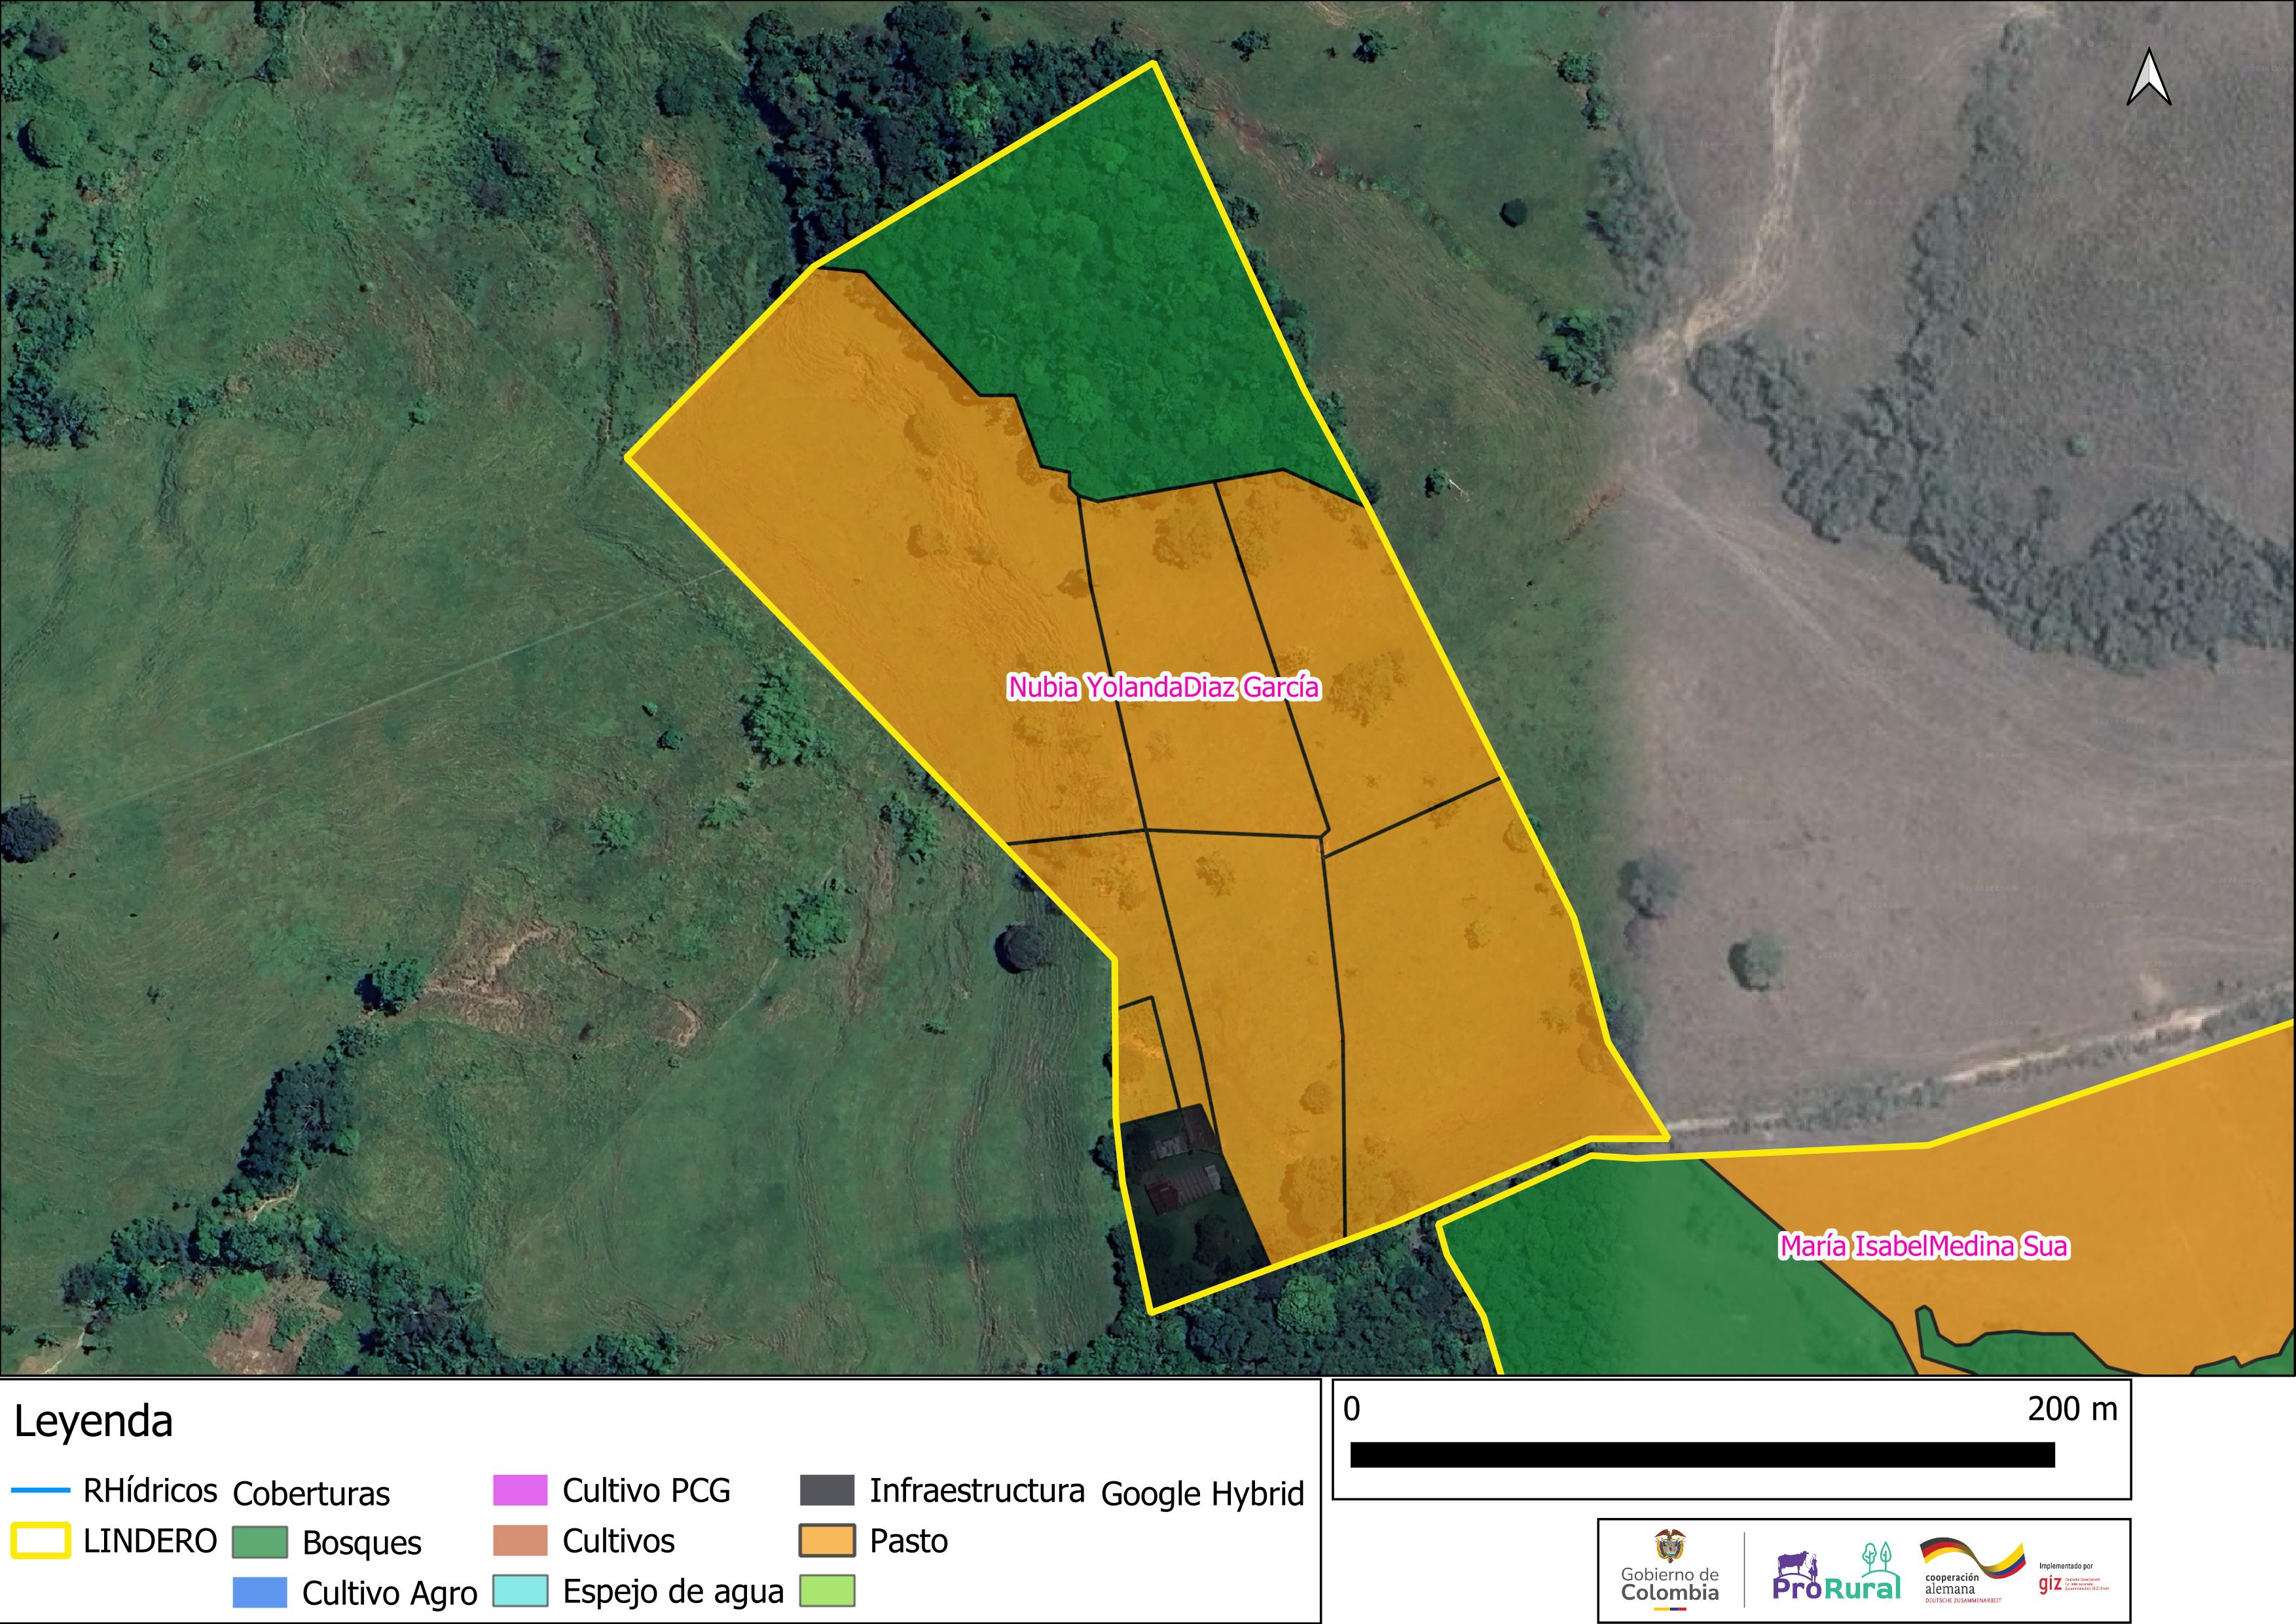 Nubia YolandaDiaz García
María IsabelMedina Sua
Leyenda
RHídricos
LINDERO
Coberturas
Bosques
Cultivo Agro
Cultivo PCG
Cultivos
Espejo de agua
Infraestructura
Pasto
Google Hybrid
0 200 m
Gobierno de
Colombia
ProRural
cooperación
alemana
DEUTSCHE ZUSAMMENARBEIT
Implementado por
giz